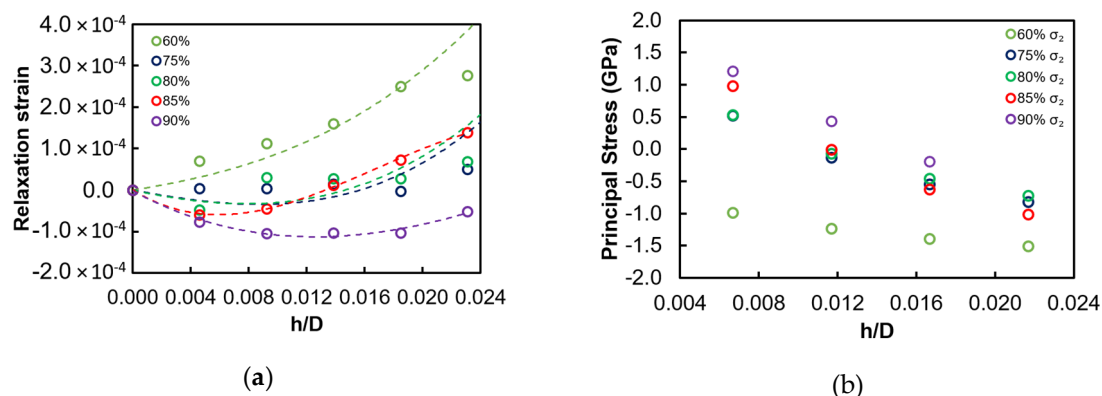 4.0 × 10⁻⁴
3.0 × 10⁻⁴
2.0 × 10⁻⁴
1.0 × 10⁻⁴
0.0
-1.0 × 10⁻⁴
-2.0 × 10⁻⁴
Relaxation strain
60%
75%
80%
85%
90%
0.000 0.004 0.008 0.012 0.016 0.020 0.024
h/D
(a)
2.0
1.5
1.0
0.5
0.0
-0.5
-1.0
-1.5
-2.0
Principal Stress (GPa)
60% σ₂
75% σ₂
80% σ₂
85% σ₂
90% σ₂
0.004 0.008 0.012 0.016 0.020 0.024
h/D
(b)